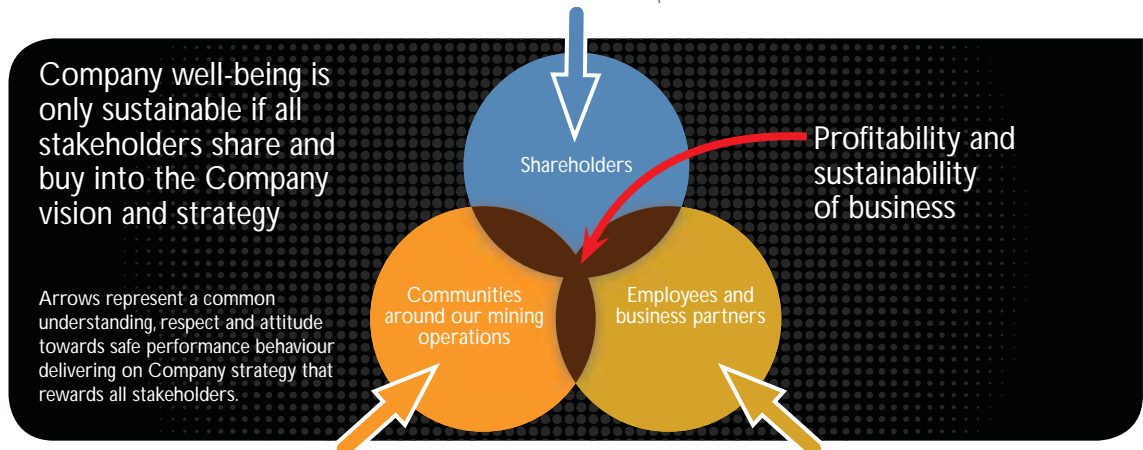 Company well-being is
only sustainable if all
stakeholders share and
buy into the Company
vision and strategy
Arrows represent a common
understanding, respect and attitude
towards safe performance behaviour
delivering on Company strategy that
rewards all stakeholders.
Shareholders
Communities
around our mining
operations
Employees and
business partners
Profitability and
sustainability
of business